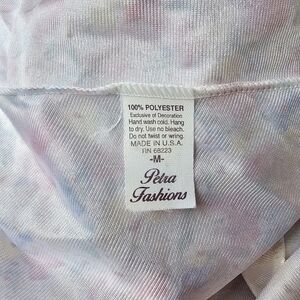 100% POLYESTER
Exclusive of Decoration
Hand wash cold. Hang
to dry. Use no bleach.
Do not twist or wring.
MADE IN U.S.A.
RN 68223
-M-
Petra
Fashions